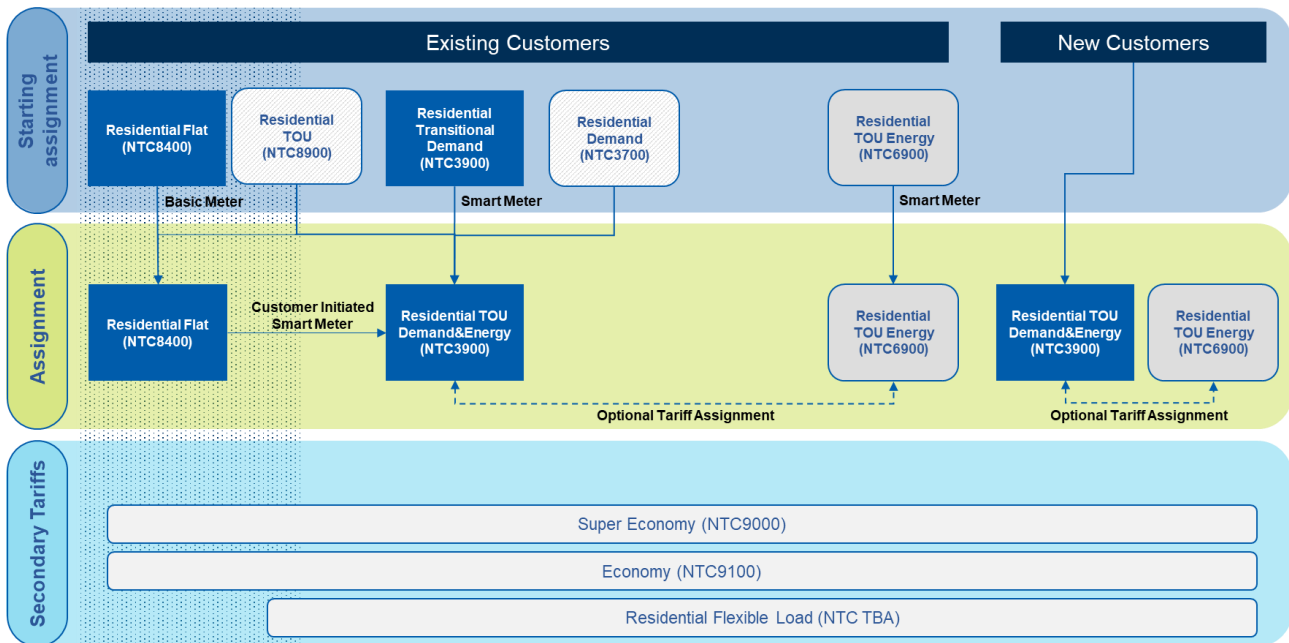 Existing Customers
New Customers
Starting
assignment
Residential Flat
(NTC8400)
Residential
TOU
(NTC8900)
Residential
Transitional
Demand
(NTC3900)
Residential
Demand
(NTC3700)
Residential
TOU Energy
(NTC6900)
Basic Meter
Smart Meter
Smart Meter
Assignment
Residential Flat
(NTC8400)
Customer Initiated
Smart Meter
Residential TOU
Demand&Energy
(NTC3900)
Residential
TOU Energy
(NTC6900)
Residential TOU
Demand&Energy
(NTC3900)
Residential
TOU Energy
(NTC6900)
Optional Tariff Assignment
Optional Tariff Assignment
Secondary Tariffs
Super Economy (NTC9000)
Economy (NTC9100)
Residential Flexible Load (NTC TBA)